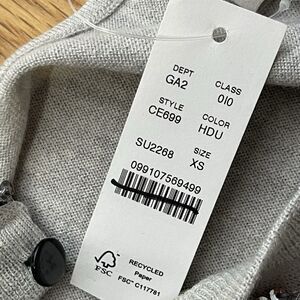 DEPT CLASS
GA2 010
STYLE COLOR
CE699 HDU
SU2268 SIZE
XS
099107569499
FSC
RECYCLED
Paper
FSC® C117781